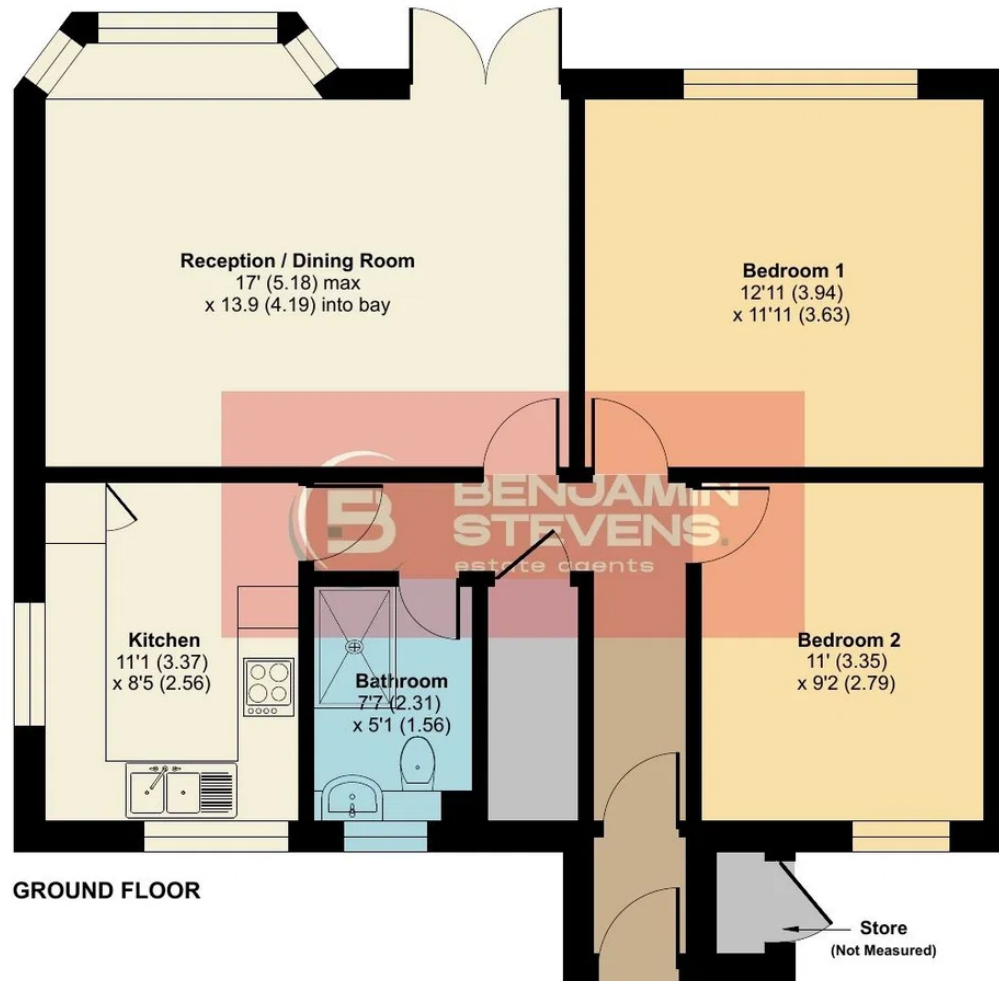 Reception / Dining Room
17' (5.18) max
x 13.9 (4.19) into bay
Bedroom 1
12'11 (3.94)
x 11'11 (3.63)
BENJAMIN
STEVENS.
estate agents
Kitchen
11'1 (3.37)
x 8'5 (2.56)
Bathroom
7'7 (2.31)
x 5'1 (1.56)
Bedroom 2
11' (3.35)
x 9'2 (2.79)
GROUND FLOOR
Store
(Not Measured)